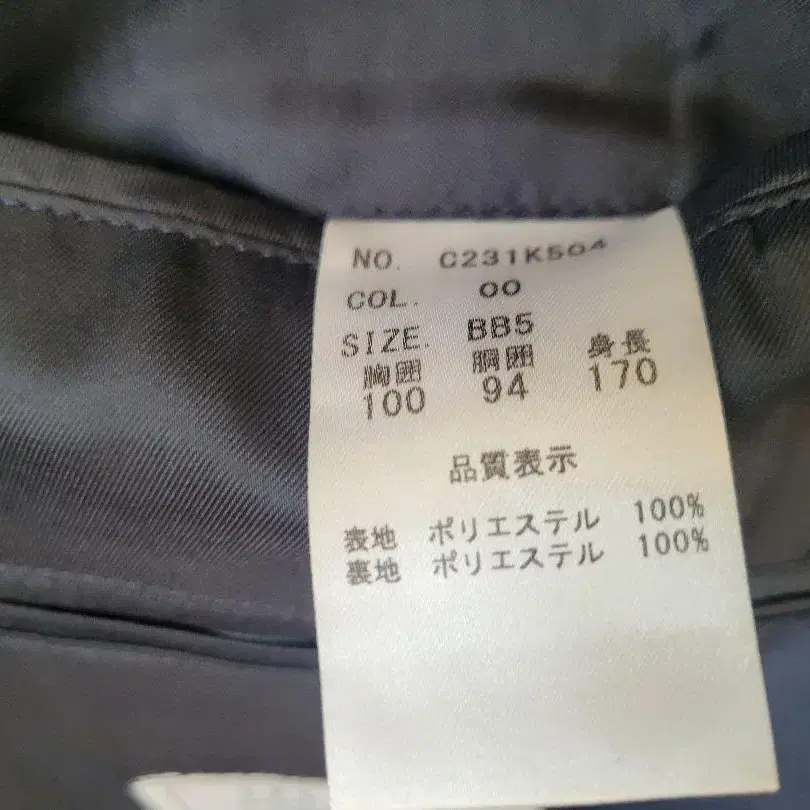 NO. C231K504
COL. 00
SIZE. BB5
胸囲 胴囲 身長
100 94 170
品質表示
表地 ポリエステル 100%
裏地 ポリエステル 100%